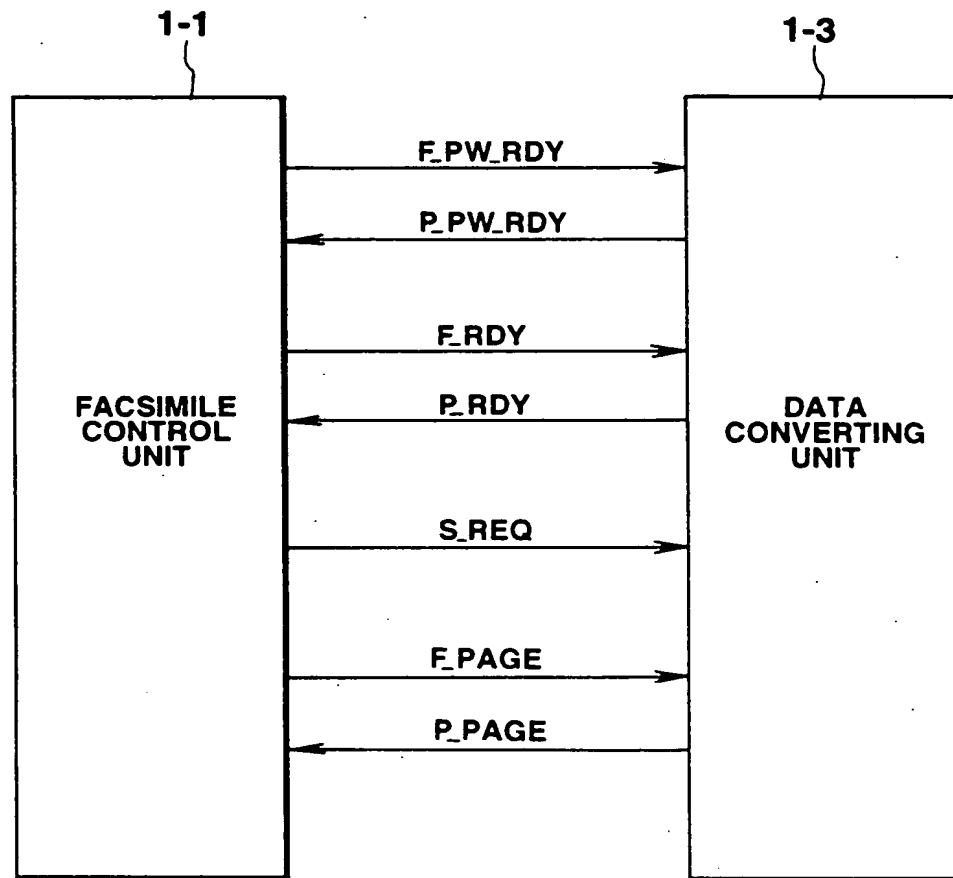 1-1
1-3
F_PW_RDY
P_PW_RDY
F_RDY
P_RDY
FACSIMILE
CONTROL
UNIT
DATA
CONVERTING
UNIT
S_REQ
F_PAGE
P_PAGE